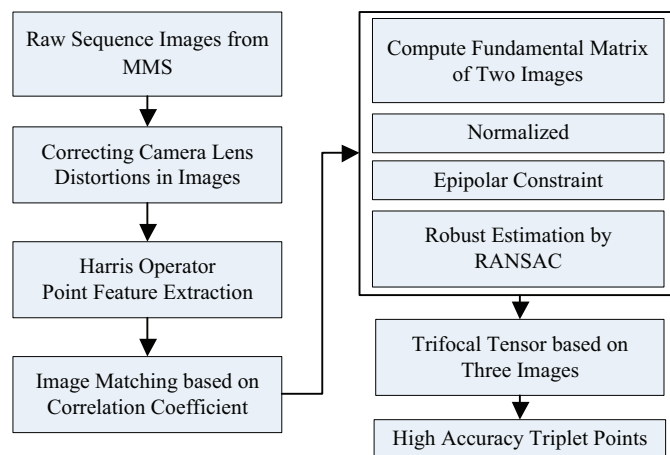 Raw Sequence Images from
MMS
Correcting Camera Lens
Distortions in Images
Harris Operator
Point Feature Extraction
Image Matching based on
Correlation Coefficient
Compute Fundamental Matrix
of Two Images
Normalized
Epipolar Constraint
Robust Estimation by
RANSAC
Trifocal Tensor based on
Three Images
High Accuracy Triplet Points